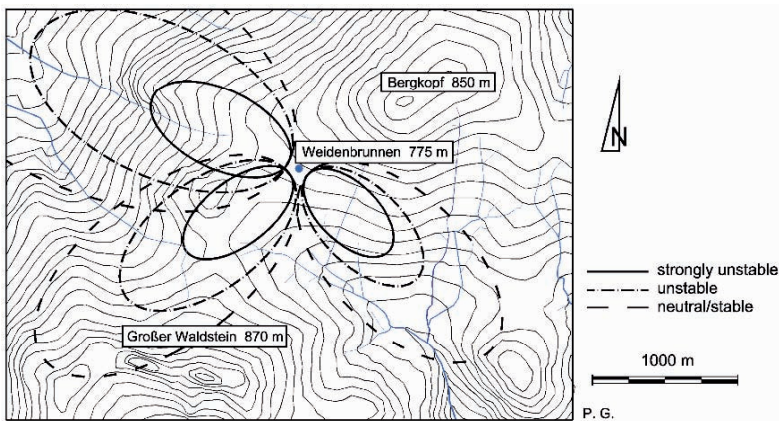 Bergkopf 850 m
N
Weidenbrunnen 775 m
strongly unstable
unstable
neutral/stable
Großer Waldstein 870 m
1000 m
P. G.